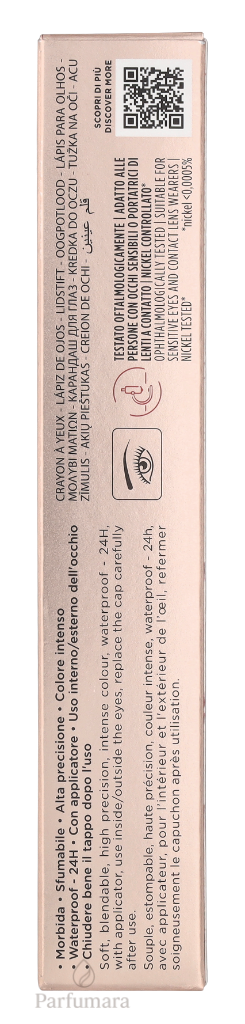 CRAYON À YEUX - LÁPIZ DE OJOS - LIDSTIFT - OOGPOTLOOD - LÁPIS PARA OLHOS -
ΜΟΛΥΒΙ ΜΑΤΙΩΝ - КАРАНДАШ ДЛЯ ГЛАЗ - KREDKA DO OCZU - TUŽKA NA OČI - ACU
ZĪMULIS - AKIŲ PIEŠTUKAS - CREION DE OCHI - قلم عينين
SCOPRI DI PIÙ
DISCOVER MORE
TESTATO OFTALMOLOGICAMENTE | ADATTO ALLE
PERSONE CON OCCHI SENSIBILI O PORTATRICI DI
LENTI A CONTATTO | NICKEL CONTROLLATO*
OPHTHALMOLOGICALLY TESTED | SUITABLE FOR
SENSITIVE EYES AND CONTACT LENS WEARERS |
NICKEL TESTED*
*nickel <0,0005%
• Morbida • Sfumabile • Alta precisione • Colore intenso
• Waterproof - 24H • Con applicatore • Uso interno/esterno dell'occhio
• Chiudere bene il tappo dopo l'uso
Soft, blendable, high precision, intense colour, waterproof - 24H,
with applicator, use inside/outside the eyes, replace the cap carefully
after use.
Souple, estompable, haute précision, couleur intense, waterproof - 24h,
avec applicateur, pour l'intérieur et l'extérieur de l'œil, refermer
soigneusement le capuchon après utilisation.
Parfumara